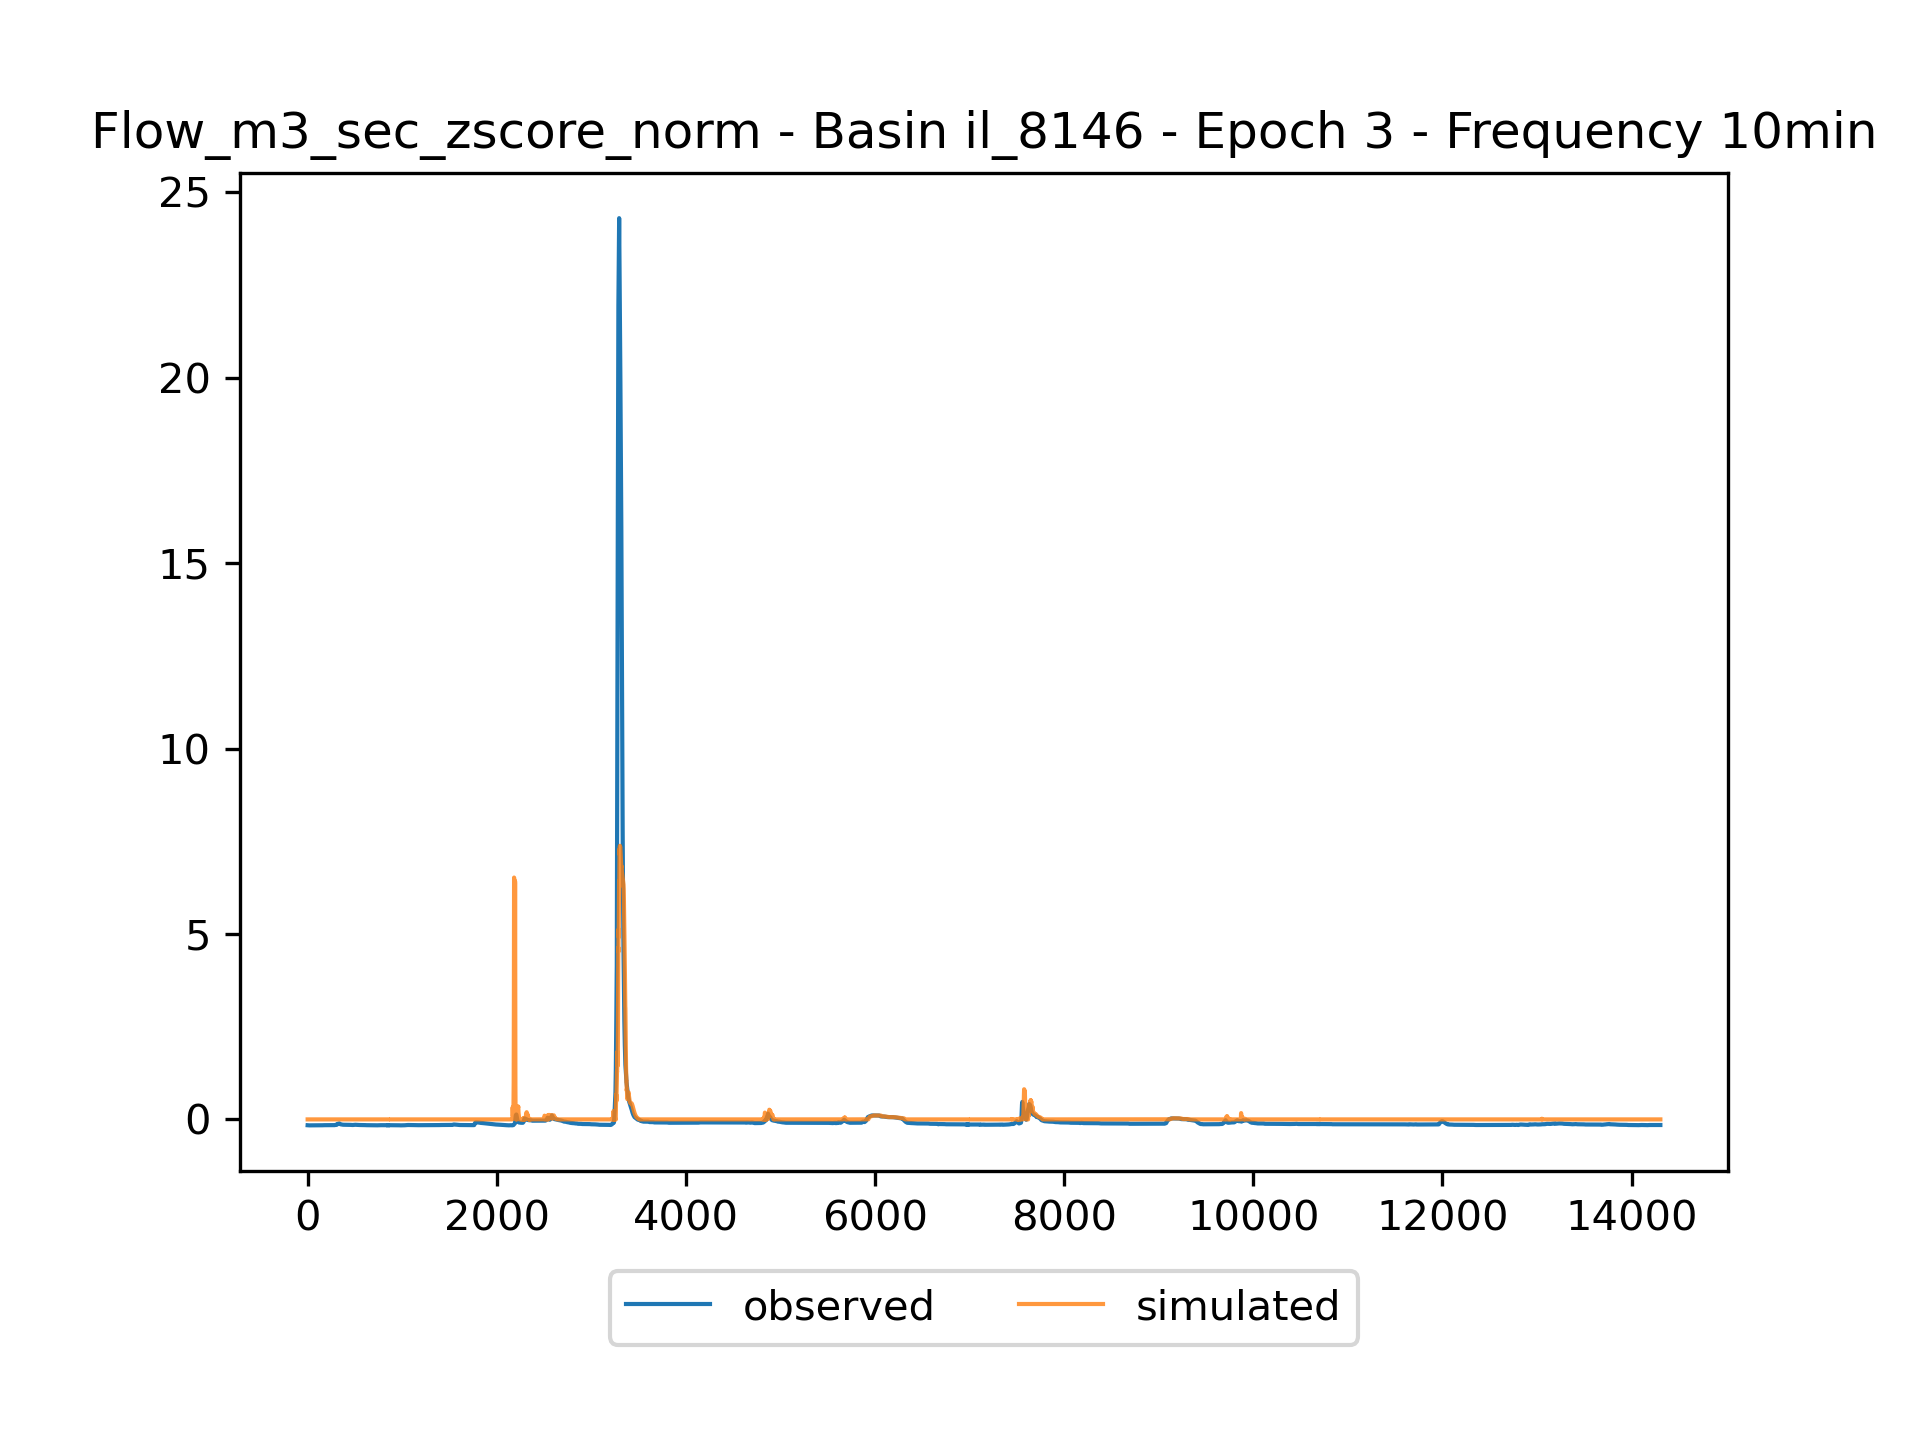 Flow_m3_sec_zscore_norm - Basin il_8146 - Epoch 3 - Frequency 10min
25
20
15
10
5
0
0 2000 4000 6000 8000 10000 12000 14000
observed simulated